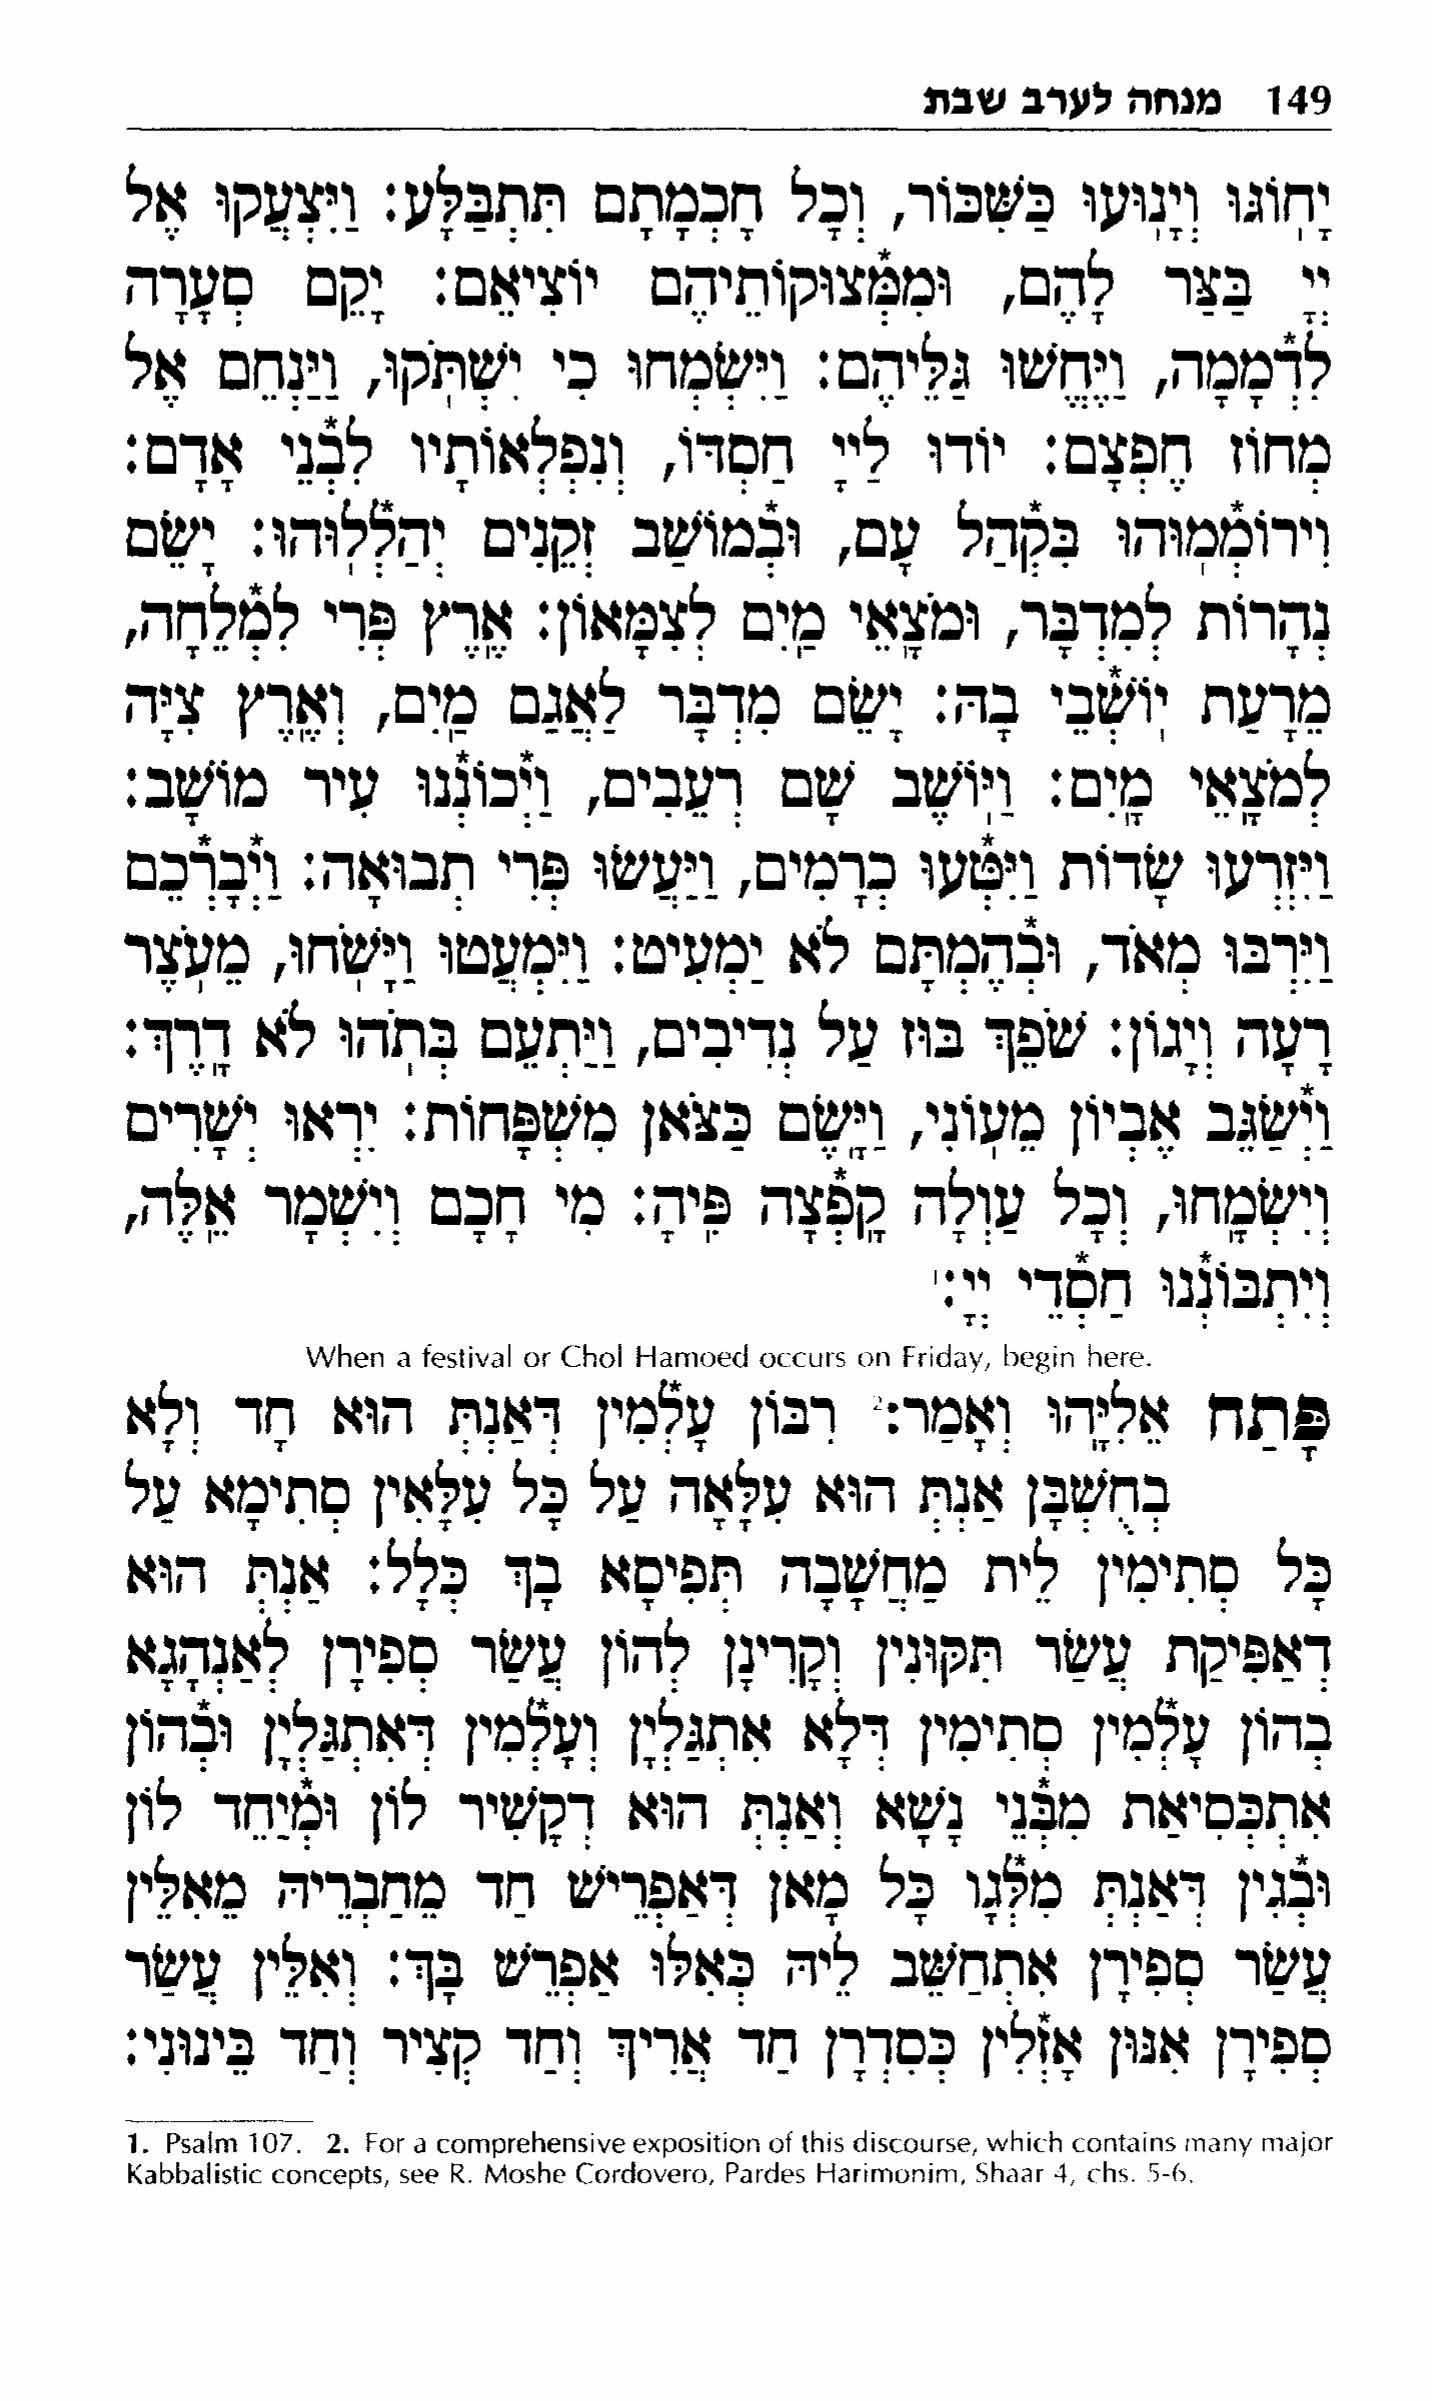 149 מנחה לערב שבת
יָחֽוֹגּוּ וְיָנֽוּעוּ כַּשִּׁכּוֹר, וְכָל חָכְמָתָם תִּתְבַּלָּע: וַיִּצְעֲקוּ אֶל
יְיָ בַּצַּר לָהֶם, וּמִמְּ֯צוּקוֹתֵיהֶם יוֹצִיאֵם: יָקֵם סְעָרָה
לִדְ֯מָמָה, וַיֶּחֱשׁוּ גַּלֵּיהֶם: וַיִּשְׂמְחוּ כִי יִשְׁתְּֽקוּ, וַיַּנְחֵם אֶל
מְחוֹז חֶפְצָם: יוֹדוּ לַייָ חַסְדּוֹ, וְנִפְלְאוֹתָיו לִבְ֯נֵי אָדָם:
וִירוֹמְ֯מֽוּהוּ בִּקְ֯הַל עָם, וּבְ֯מוֹשַׁב זְקֵנִים יְהַלְ֯לֽוּהוּ: יָשֵׂם
נְהָרוֹת לְמִדְבָּר, וּמֹצָֽאֵי מַֽיִם לְצִמָּאוֹן: אֶֽרֶץ פְּרִי לִמְ֯לֵחָה,
מֵרָעַת יֽוֹשְׁ֯בֵי בָהּ: יָשֵׂם מִדְבָּר לַאֲגַם מַֽיִם, וְאֶֽרֶץ צִיָּה
לְמֹצָֽאֵי מָֽיִם: וַיּֽוֹשֶׁב שָׁם רְעֵבִים, וַיְ֯כוֹנְ֯נוּ עִיר מוֹשָׁב:
וַיִּזְרְעוּ שָׂדוֹת וַיִּטְּ֯עוּ כְרָמִים, וַיַּעֲשׂוּ פְּרִי תְבוּאָה: וַיְ֯בָרְ֯כֵם
וַיִּרְבּוּ מְאֹד, וּבְ֯הֶמְתָּם לֹא יַמְעִיט: וַיִּמְעֲטוּ וַיָּשֹֽׁחוּ, מֵעֹֽצֶר
רָעָה וְיָגוֹן: שֹׁפֵךְ בּוּז עַל נְדִיבִים, וַיַּתְעֵם בְּתֹֽהוּ לֹא דָֽרֶךְ:
וַיְ֯שַׂגֵּב אֶבְיוֹן מֵעֽוֹנִי, וַיָּֽשֶׂם כַּצֹּאן מִשְׁפָּחוֹת: יִרְאוּ יְשָׁרִים
וְיִשְׂמָֽחוּ, וְכָל עַוְלָה קָֽפְ֯צָה פִּֽיהָ: מִי חָכָם וְיִשְׁמָר אֵֽלֶּה,
וְיִתְבּוֹנְ֯נוּ חַסְ֯דֵי יְיָ:¹
When a festival or Chol Hamoed occurs on Friday, begin here.
פָּתַח אֵלִיָּֽהוּ וְאָמַר:² רִבּוֹן עָלְ֯מִין דְּאַנְתְּ הוּא חָד וְלָא
בְחֻשְׁבָּן אַנְתְּ הוּא עִלָּאָה עַל כָּל עִלָּאִין סְתִימָא עַל
כָּל סְתִימִין לֵית מַחֲשָׁבָה תְּפִיסָא בָךְ כְּלָל: אַנְתְּ הוּא
דְאַפִּיקַת עֲשַׂר תִּקּוּנִין וְקָרִינָן לְהוֹן עֲשַׂר סְפִירָן לְאַנְהָגָא
בְהוֹן עָלְ֯מִין סְתִימִין דְּלָא אִתְגַּלְיָן וְעָלְ֯מִין דְּאִתְגַּלְיָן וּבְ֯הוֹן
אִתְכְּסִיאַת מִבְּ֯נֵי נָשָׁא וְאַנְתְּ הוּא דְקָשִׁיר לוֹן וּמְ֯יַחֵד לוֹן
וּבְ֯גִין דְּאַנְתְּ מִלְּ֯גָו כָּל מָאן דְּאַפְרֵישׁ חַד מֵחַבְרֵיהּ מֵאִלֵּין
עֲשַׂר סְפִירָן אִתְחַשֵּׁב לֵיהּ כְּאִלּוּ אַפְרֵשׁ בָּךְ: וְאִלֵּין עֲשַׂר
סְפִירָן אִנּוּן אָזְ֯לִין כְּסִדְרָן חַד אֲרִיךְ וְחַד קְצִיר וְחַד בֵּינוּנִי:
1. Psalm 107. 2. For a comprehensive exposition of this discourse, which contains many major
Kabbalistic concepts, see R. Moshe Cordovero, Pardes Harimonim, Shaar 4, chs. 5-6.